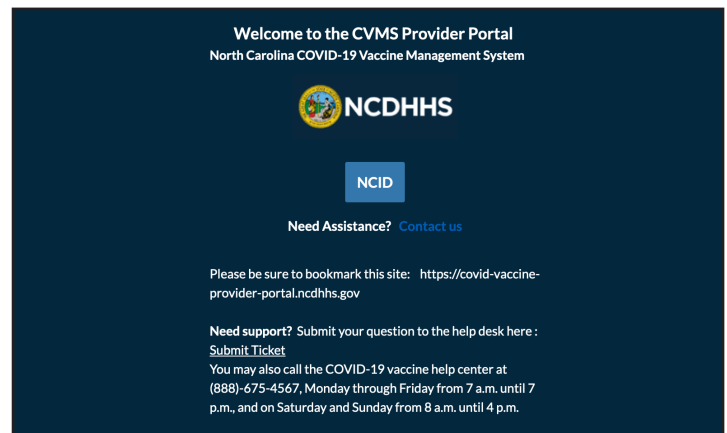 Welcome to the CVMS Provider Portal
North Carolina COVID-19 Vaccine Management System
NCDHHS
NCID
Need Assistance? Contact us
Please be sure to bookmark this site: https://covid-vaccine-
provider-portal.ncdhhs.gov
Need support? Submit your question to the help desk here :
Submit Ticket
You may also call the COVID-19 vaccine help center at
(888)-675-4567, Monday through Friday from 7 a.m. until 7
p.m., and on Saturday and Sunday from 8 a.m. until 4 p.m.